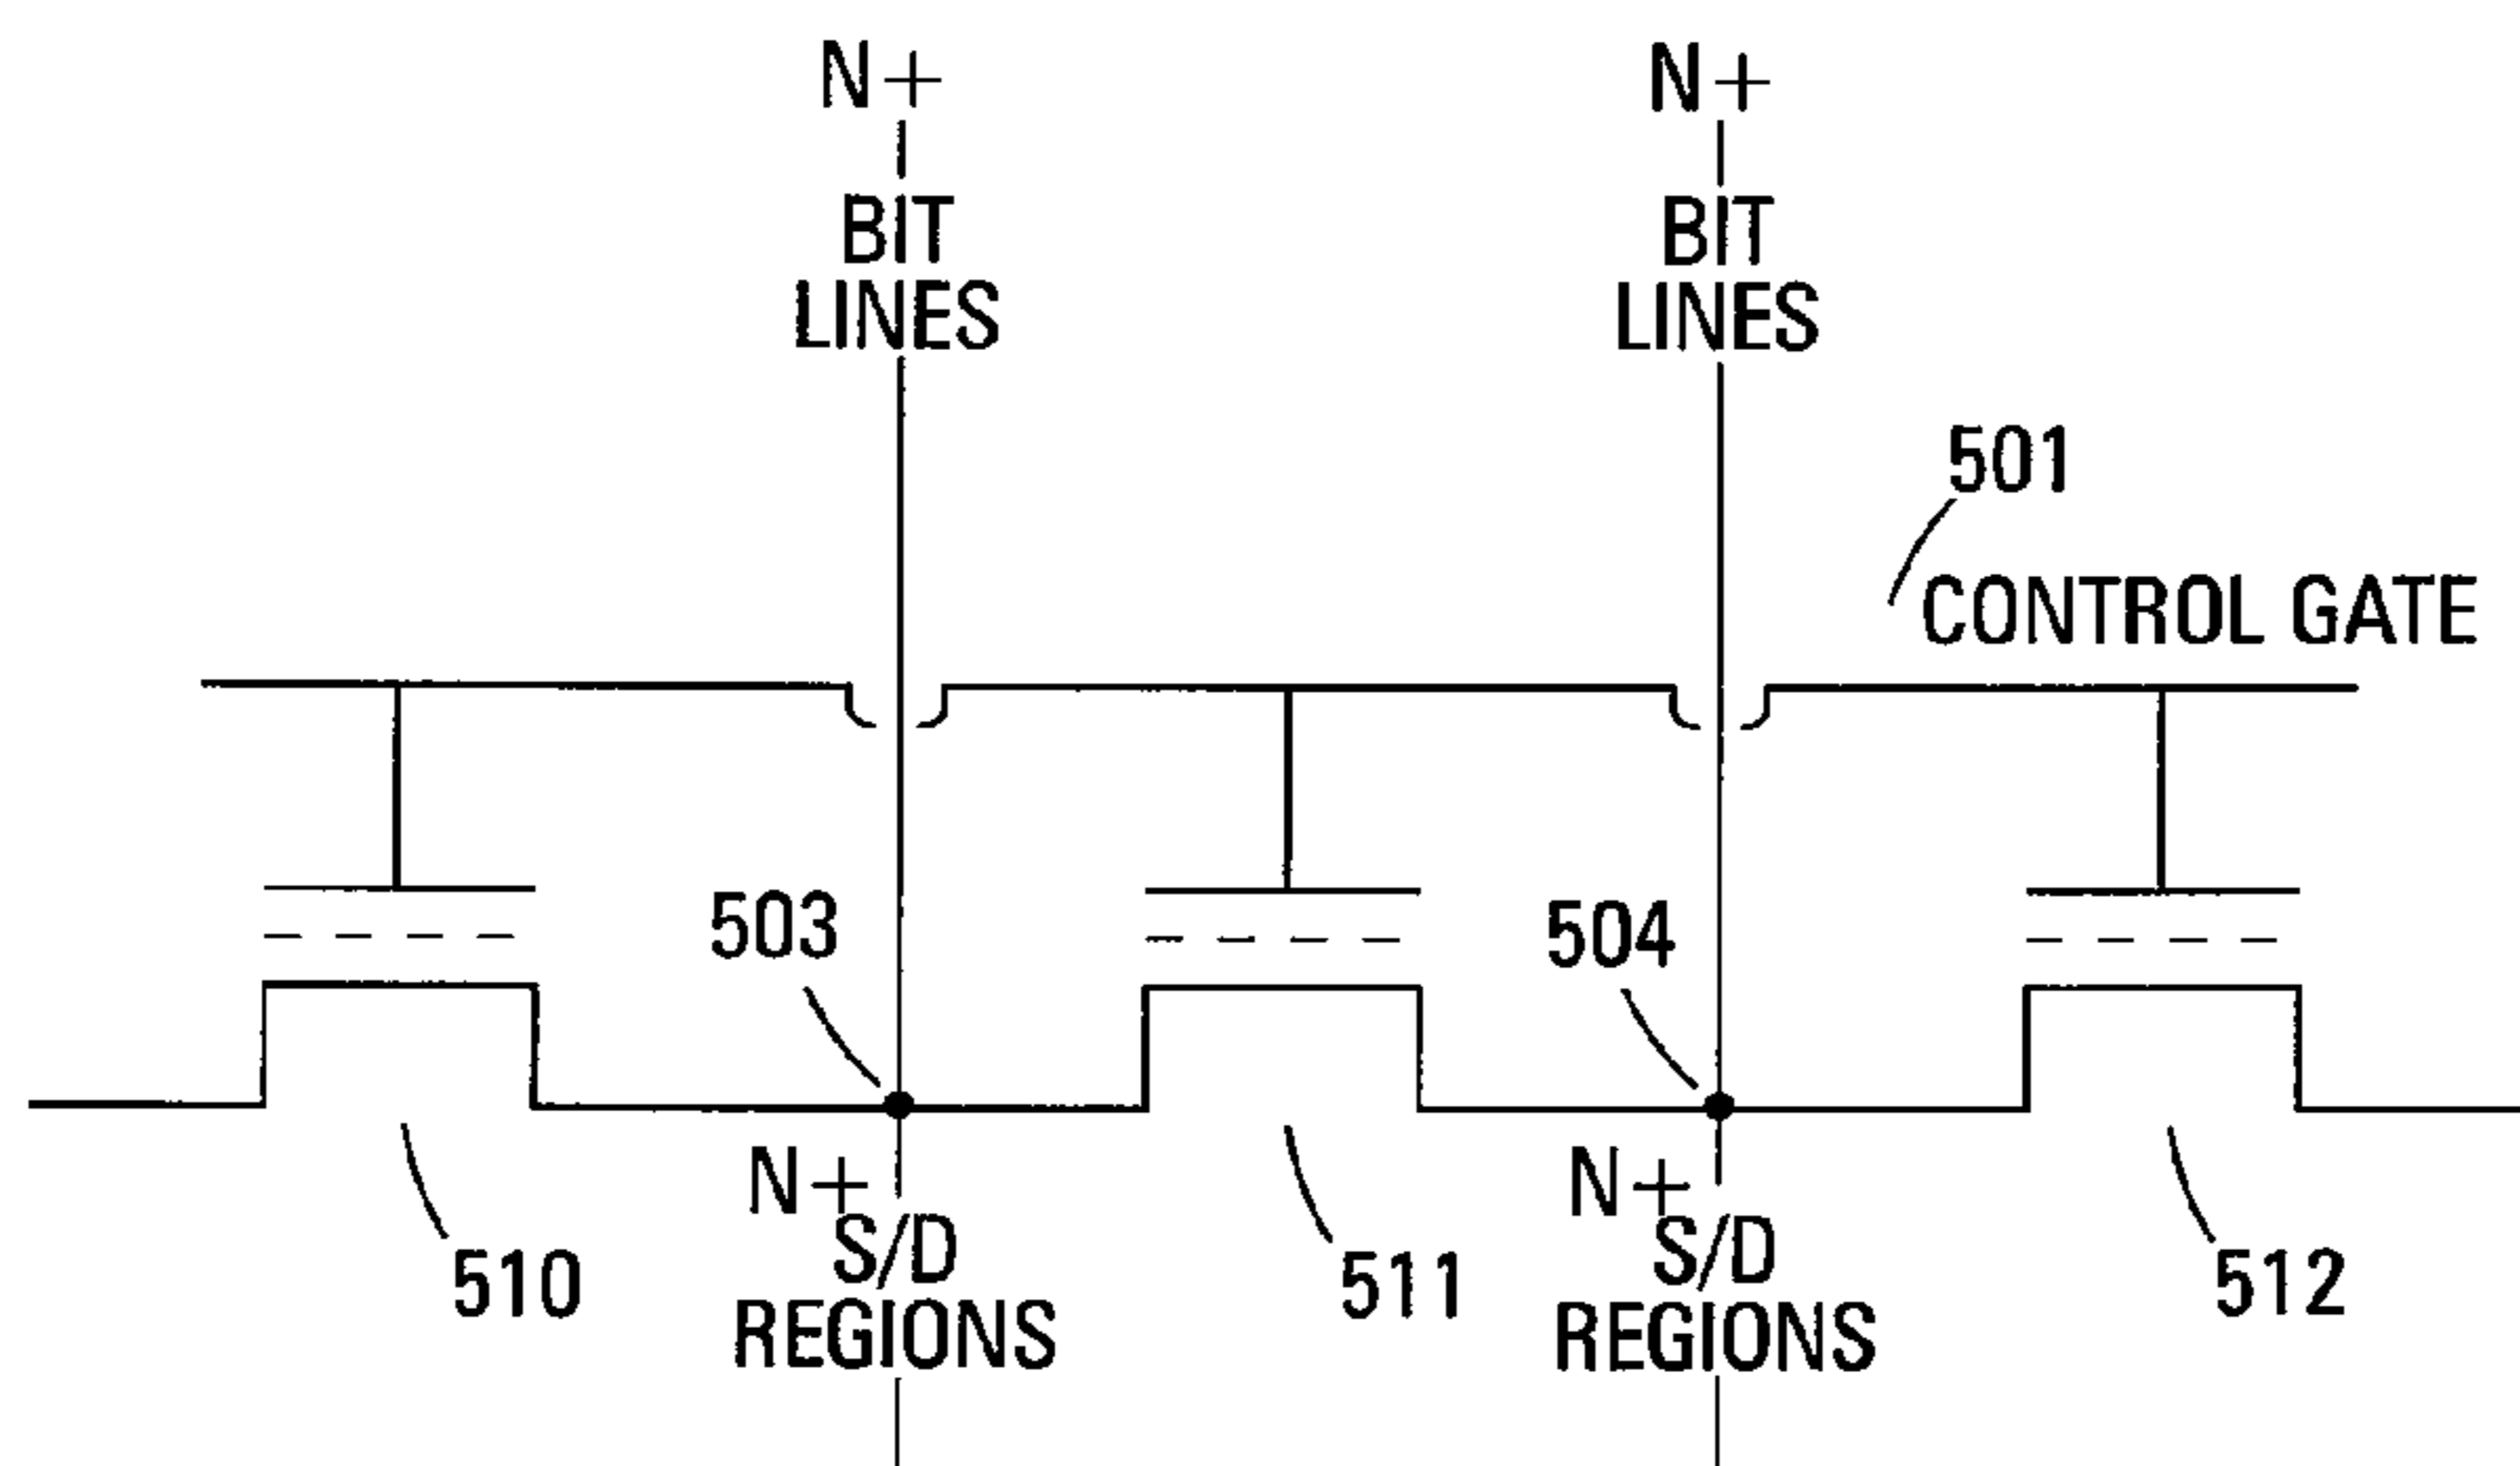 N+
BIT
LINES
N+
BIT
LINES
501
CONTROL GATE
503
504
N+
S/D
REGIONS
N+
S/D
REGIONS
510
511
512